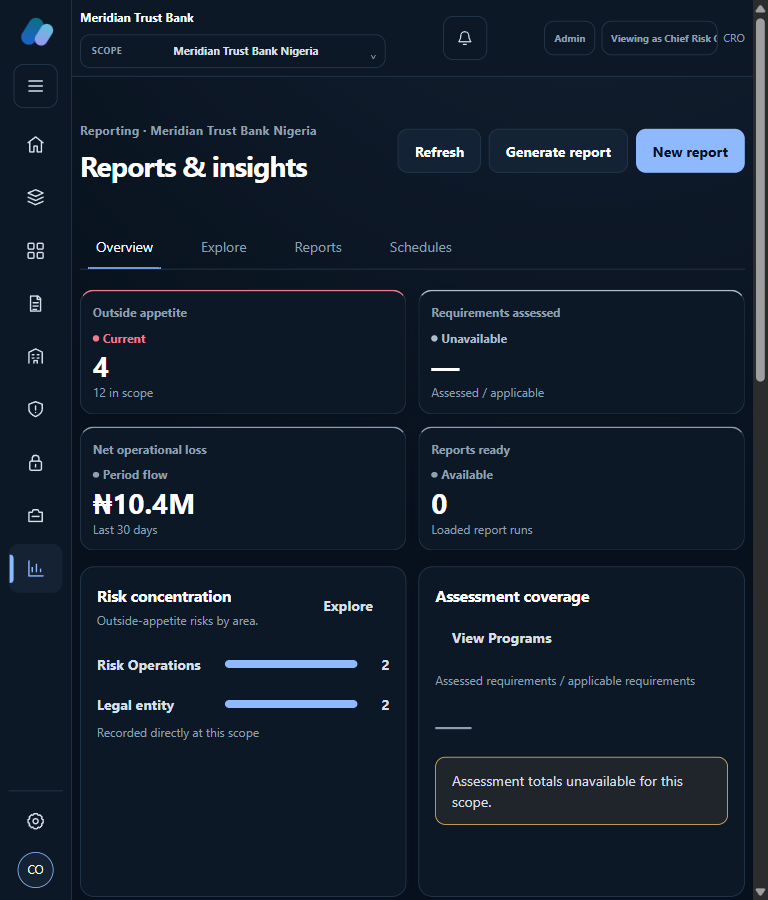 Meridian Trust Bank
SCOPE Meridian Trust Bank Nigeria
Admin
Viewing as Chief Risk
CRO
Reporting · Meridian Trust Bank Nigeria
Reports & insights
Refresh
Generate report
New report
Overview
Explore
Reports
Schedules
Outside appetite
Current
4
12 in scope
Requirements assessed
Unavailable
—
Assessed / applicable
Net operational loss
Period flow
₦10.4M
Last 30 days
Reports ready
Available
0
Loaded report runs
Risk concentration
Outside-appetite risks by area.
Explore
Risk Operations 2
Legal entity 2
Recorded directly at this scope
Assessment coverage
View Programs
Assessed requirements / applicable requirements
—
Assessment totals unavailable for this
scope.
CO